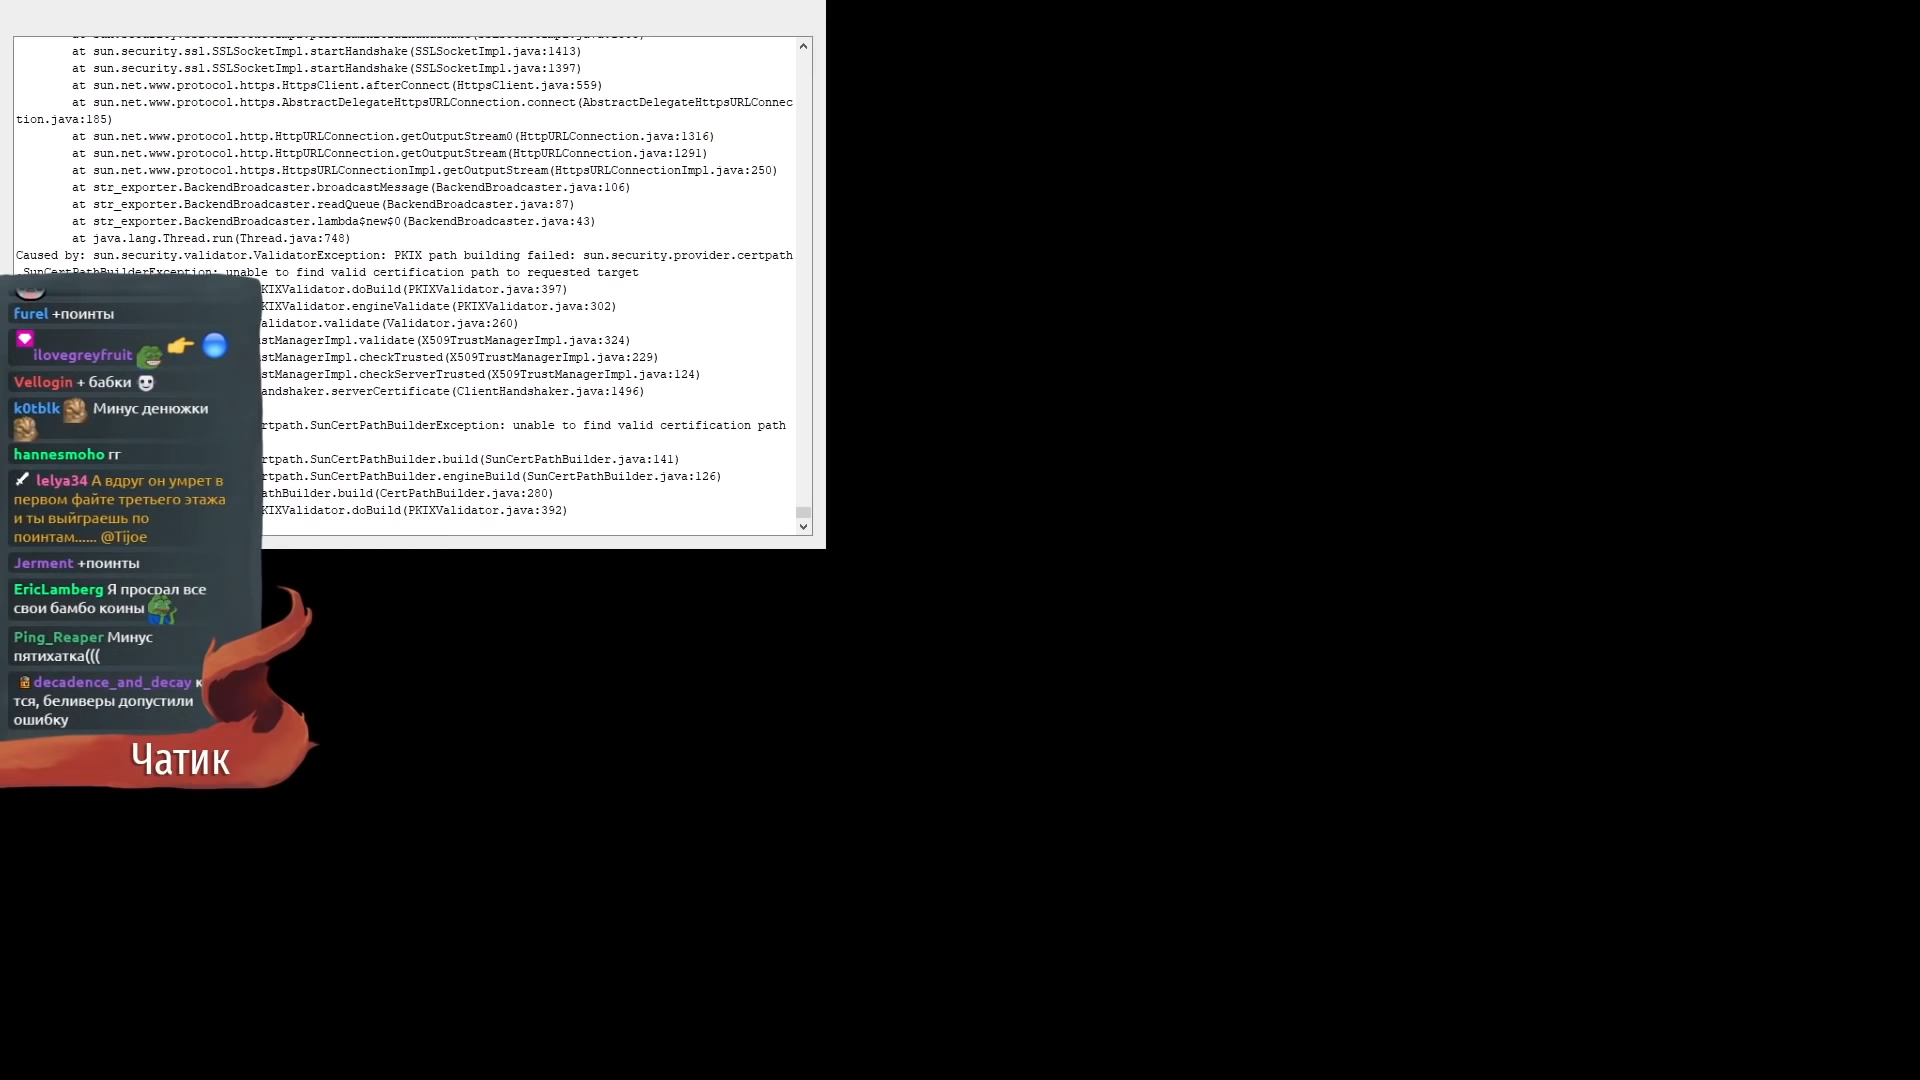 at sun.security.ssl.SSLSocketImpl.startHandshake(SSLSocketImpl.java:1413)
at sun.security.ssl.SSLSocketImpl.startHandshake(SSLSocketImpl.java:1397)
at sun.net.www.protocol.https.HttpsClient.afterConnect(HttpsClient.java:559)
at sun.net.www.protocol.https.AbstractDelegateHttpsURLConnection.connect(AbstractDelegateHttpsURLConnec
tion.java:185)
at sun.net.www.protocol.http.HttpURLConnection.getOutputStream0(HttpURLConnection.java:1316)
at sun.net.www.protocol.http.HttpURLConnection.getOutputStream(HttpURLConnection.java:1291)
at sun.net.www.protocol.https.HttpsURLConnectionImpl.getOutputStream(HttpsURLConnectionImpl.java:250)
at str_exporter.BackendBroadcaster.broadcastMessage(BackendBroadcaster.java:106)
at str_exporter.BackendBroadcaster.readQueue(BackendBroadcaster.java:87)
at str_exporter.BackendBroadcaster.lambda$new$0(BackendBroadcaster.java:43)
at java.lang.Thread.run(Thread.java:748)
Caused by: sun.security.validator.ValidatorException: PKIX path building failed: sun.security.provider.certpath
.SunCertPathBuilderException: unable to find valid certification path to requested target
KIXValidator.doBuild(PKIXValidator.java:397)
KIXValidator.engineValidate(PKIXValidator.java:302)
alidator.validate(Validator.java:260)
stManagerImpl.validate(X509TrustManagerImpl.java:324)
stManagerImpl.checkTrusted(X509TrustManagerImpl.java:229)
stManagerImpl.checkServerTrusted(X509TrustManagerImpl.java:124)
andshaker.serverCertificate(ClientHandshaker.java:1496)
rtpath.SunCertPathBuilderException: unable to find valid certification path
rtpath.SunCertPathBuilder.build(SunCertPathBuilder.java:141)
rtpath.SunCertPathBuilder.engineBuild(SunCertPathBuilder.java:126)
athBuilder.build(CertPathBuilder.java:280)
KIXValidator.doBuild(PKIXValidator.java:392)
furel +поинты
ilovegreyfruit
Vellogin + бабки
k0tblk Минус денюжки
hannesmoho гг
lelya34 А вдруг он умрет в
первом файте третьего этажа
и ты выйграешь по
поинтам...... @Tijoe
Jerment +поинты
EricLamberg Я просрал все
свои бамбо коины
Ping_Reaper Минус
пятихатка(((
decadence_and_decay к
тся, беливеры допустили
ошибку
Чатик